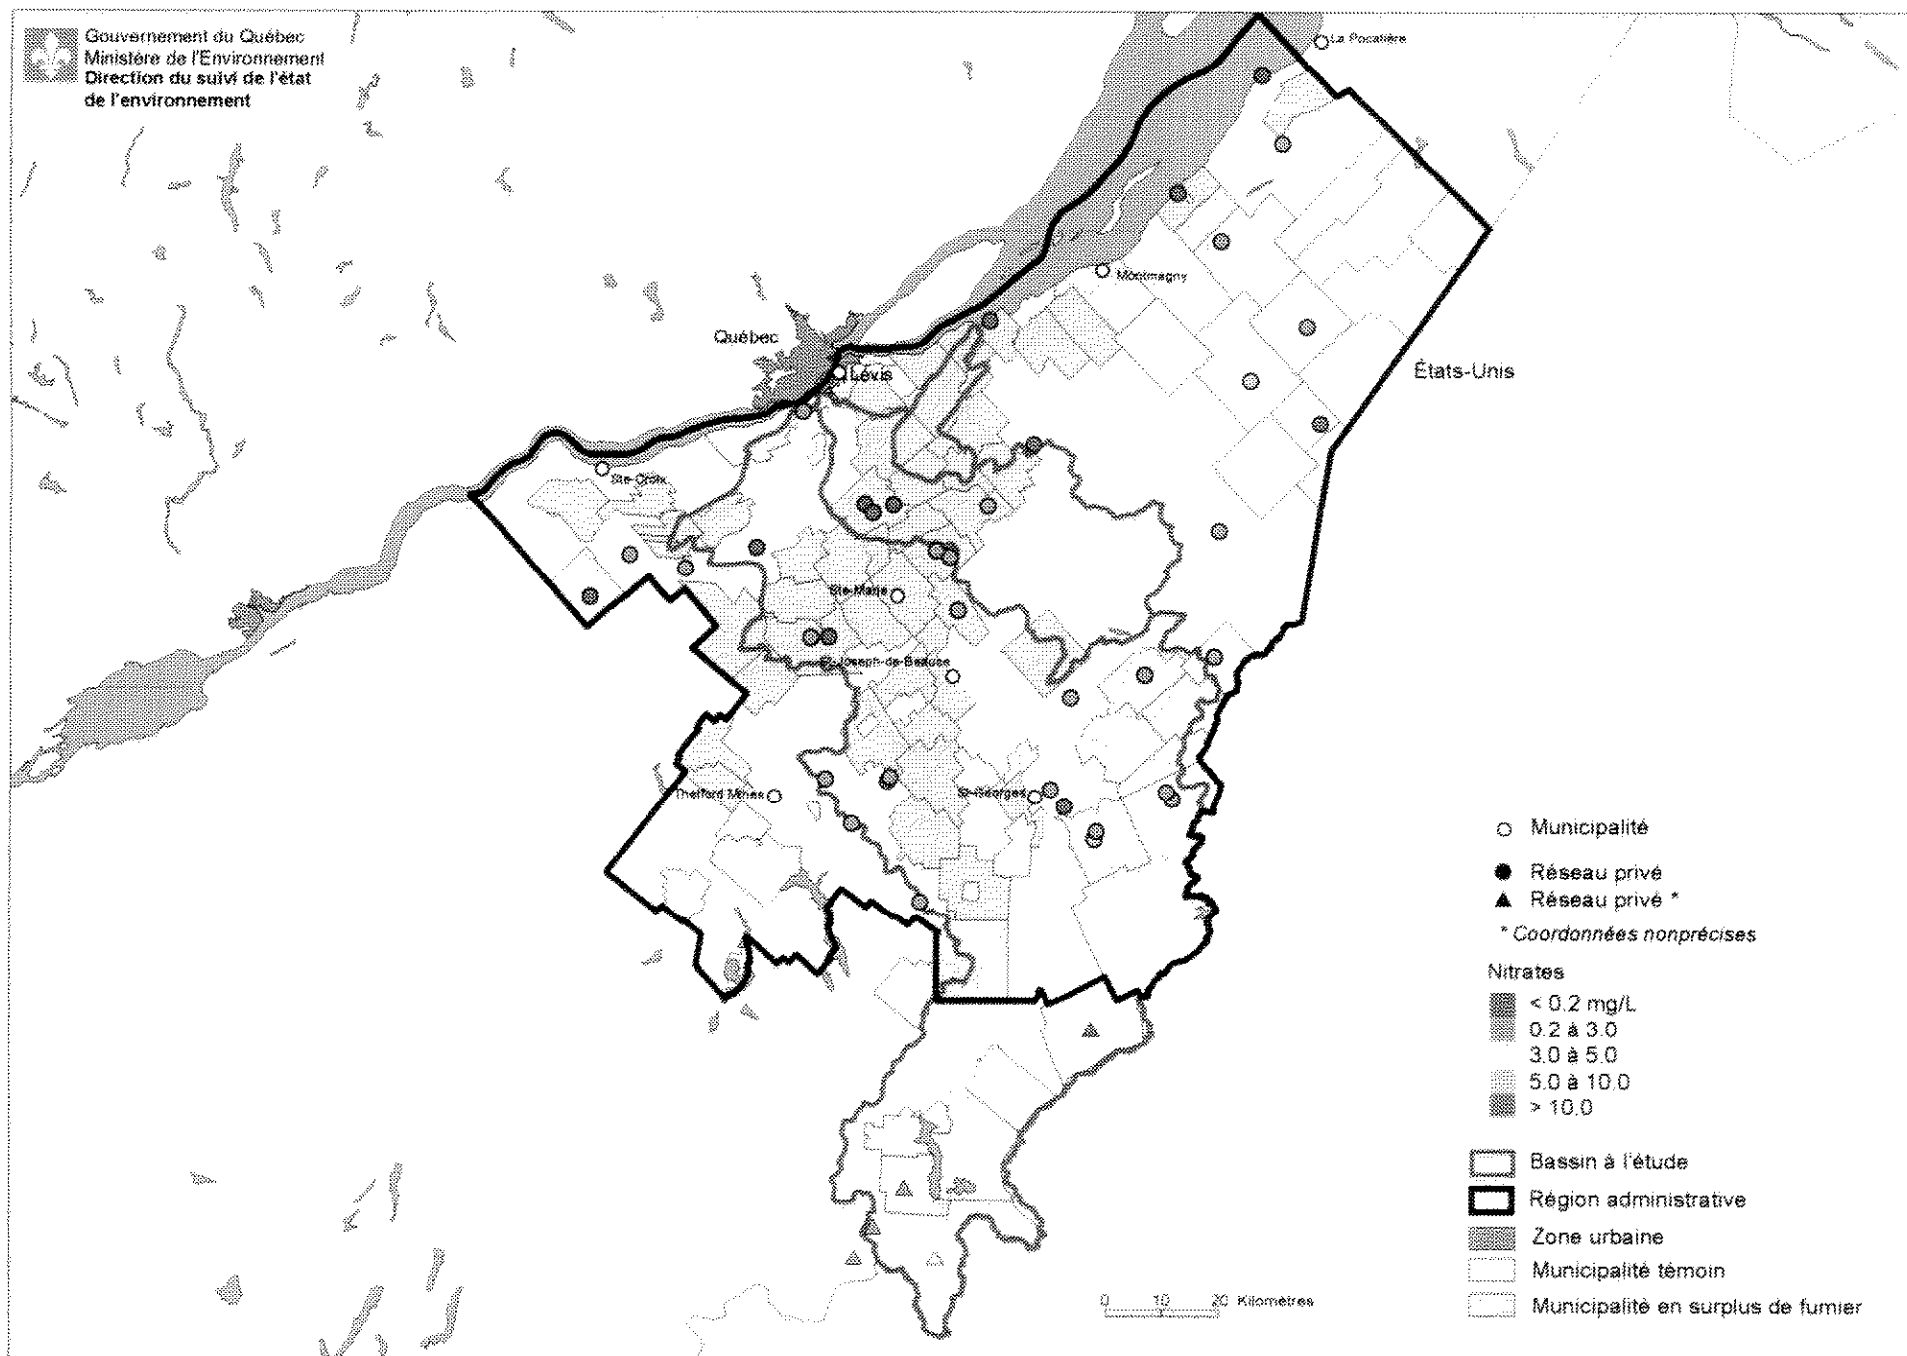 Gouvernement du Québec
Ministère de l'Environnement
Direction du suivi de l'état
de l'environnement
La Pocatière
Montmagny
Québec
Lévis
États-Unis
Ste-Croix
Ste-Marie
St-Joseph-de-Beauce
Thetford Mines
St-Georges
Municipalité
Réseau privé
Réseau privé *
* Coordonnées nonprécises
Nitrates
< 0.2 mg/L
0.2 à 3.0
3.0 à 5.0
5.0 à 10.0
> 10.0
Bassin à l'étude
Région administrative
Zone urbaine
Municipalité témoin
Municipalité en surplus de fumier
0 10 20 Kilomètres